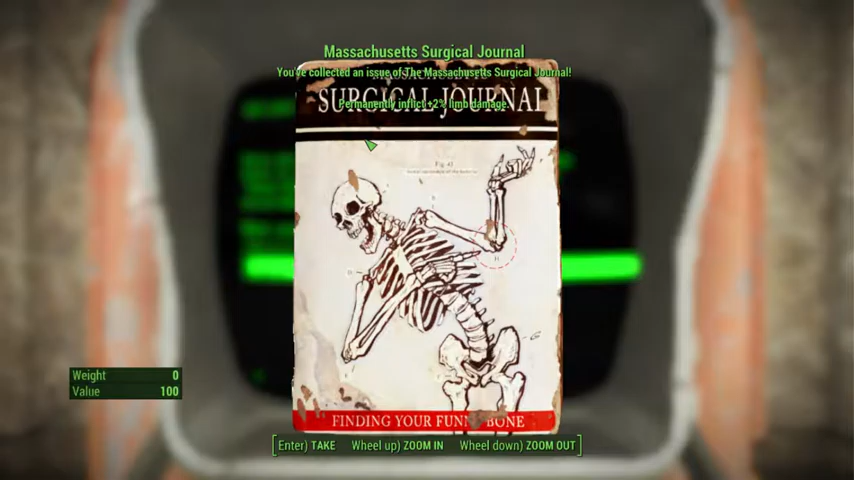 Massachusetts Surgical Journal
You've collected an issue of The Massachusetts Surgical Journal!
SURGICAL JOURNAL
Permanently inflict +2% limb damage.
Fig. 43
Weight 0
Value 100
FINDING YOUR FUNNY BONE
Enter) TAKE Wheel up) ZOOM IN Wheel down) ZOOM OUT